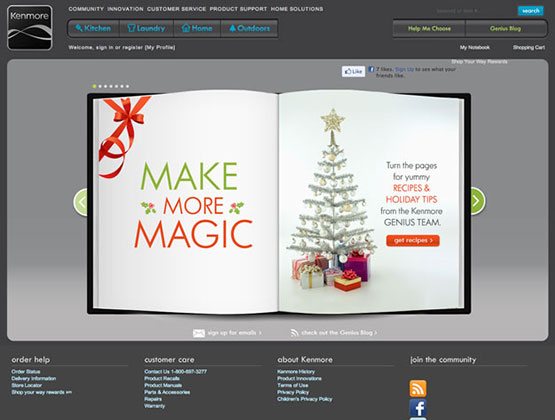 Kenmore
COMMUNITY INNOVATION CUSTOMER SERVICE PRODUCT SUPPORT HOME SOLUTIONS
search
Kitchen Laundry Home Outdoors
Help Me Choose Genius Blog
Welcome, sign in or register [My Profile]
My Notebook Shopping Cart
Shop Your Way Rewards
Like 7 likes. Sign Up to see what your
friends like.
MAKE
MORE
MAGIC
Turn the pages
for yummy
RECIPES &
HOLIDAY TIPS
from the Kenmore
GENIUS TEAM.
get recipes >
sign up for emails > check out the Genius Blog >
order help
Order Status
Delivery Information
Store Locator
Shop your way rewards
customer care
Contact Us 1-800-697-3277
Product Recalls
Product Manuals
Parts & Accessories
Repairs
Warranty
about Kenmore
Kenmore History
Product Innovations
Terms of Use
Privacy Policy
Children's Privacy Policy
join the community